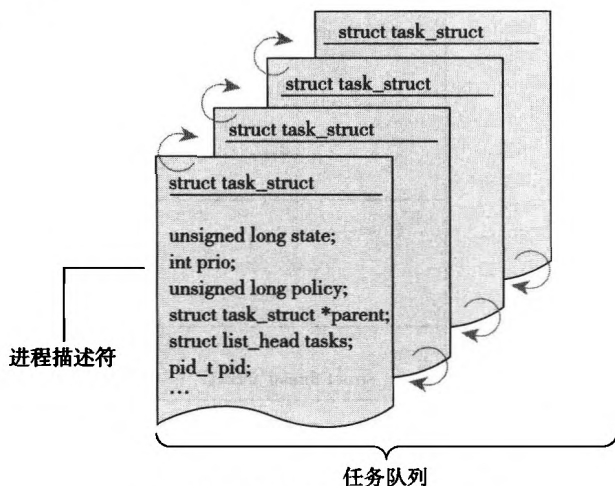 struct task_struct
struct task_struct
struct task_struct
struct task_struct
unsigned long state;
int prio;
unsigned long policy;
struct task_struct *parent;
struct list_head tasks;
pid_t pid;
…
进程描述符
任务队列